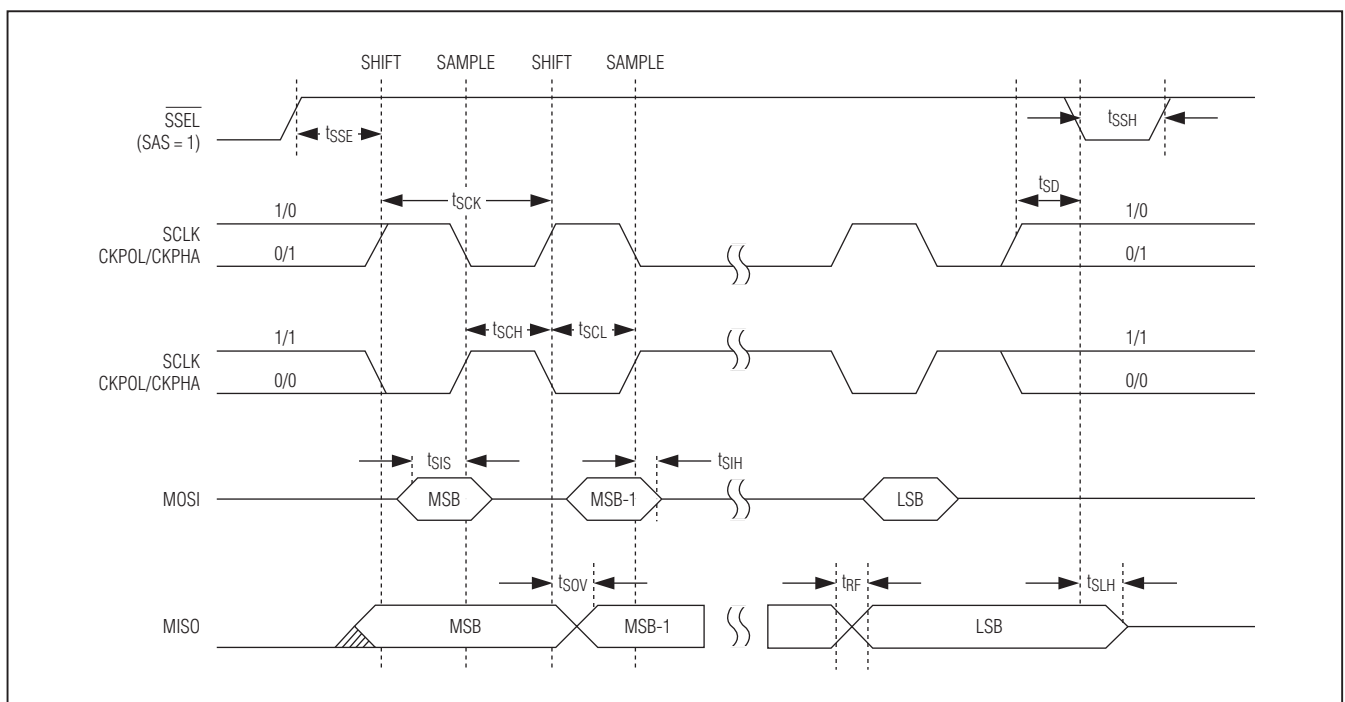 SHIFT SAMPLE SHIFT SAMPLE
SSEL
(SAS = 1)
tSSE
tSSH
tSCK
tSD
SCLK
CKPOL/CKPHA
1/0
0/1
1/0
0/1
tSCH
tSCL
SCLK
CKPOL/CKPHA
1/1
0/0
1/1
0/0
tSIS
tSIH
MOSI
MSB
MSB-1
LSB
tSOV
tRF
tSLH
MISO
MSB
MSB-1
LSB